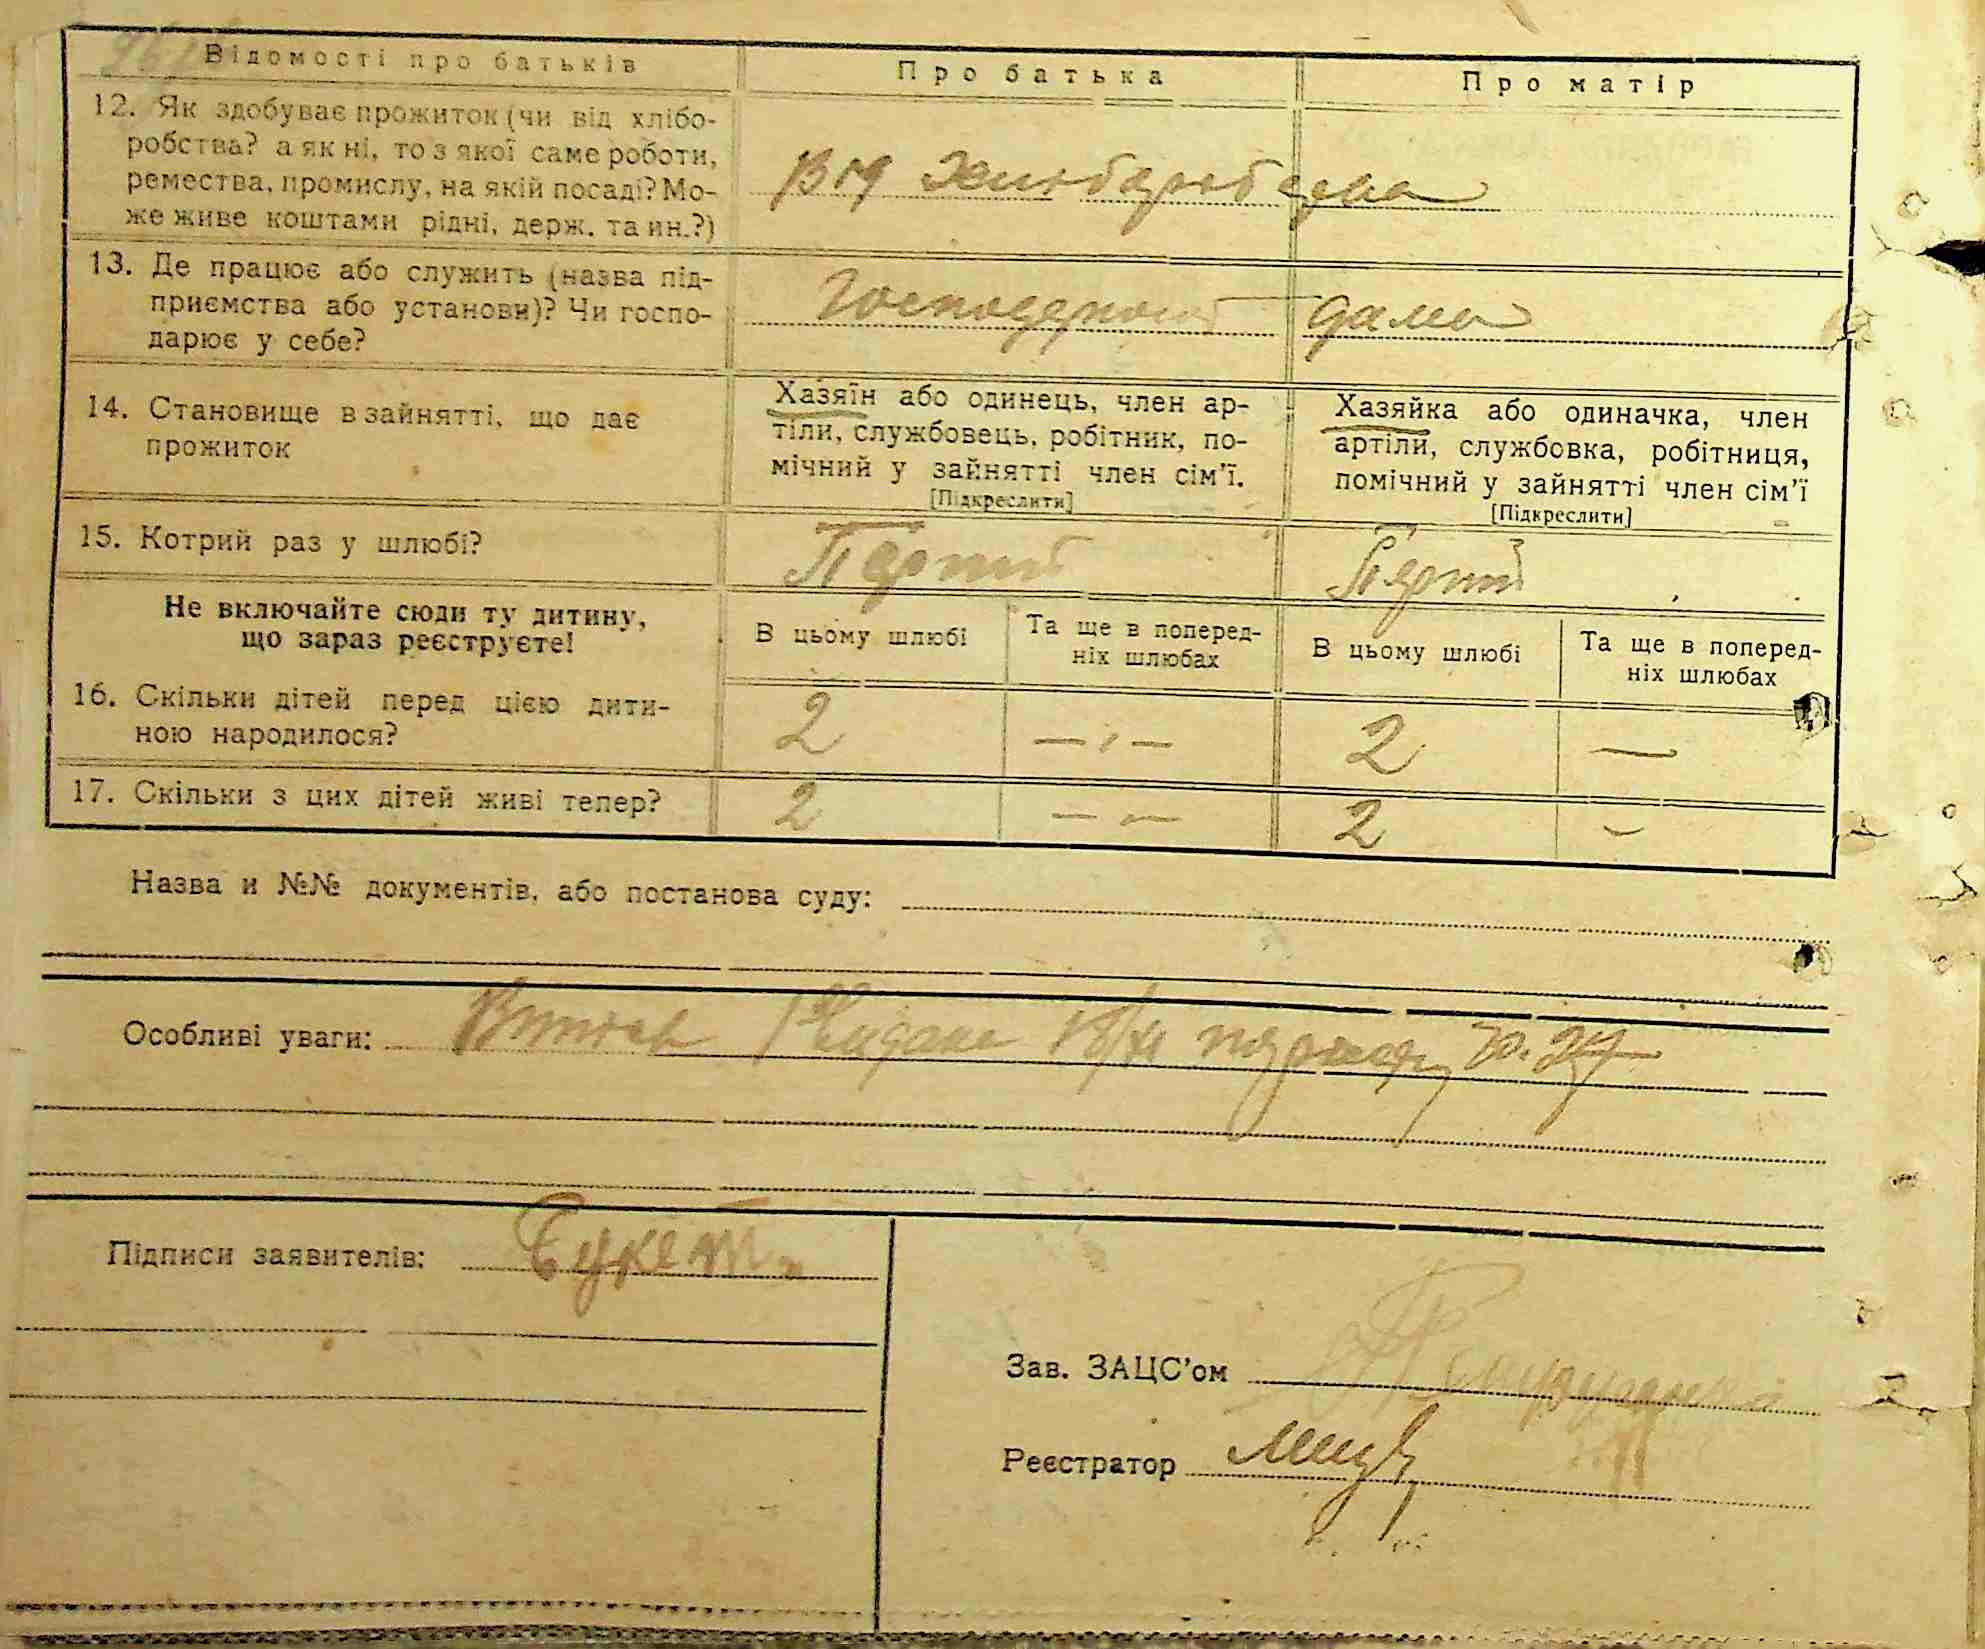 Відомості про батьків
Про батька
Про матір
12. Як здобуває прожиток (чи від хлібо-
робства? а як ні, то з якої саме роботи,
ремества, промислу, на якій посаді? Мо-
же живе коштами рідні, держ. та ин.?)
13. Де працює або служить (назва під-
приємства або установи)? Чи госпо-
дарює у себе?
дома
14. Становище в зайнятті, що дає
прожиток
Хазяїн або одинець, член ар-
тіли, службовець, робітник, по-
мічний у зайнятті член сім'ї.
[Підкреслити]
Хазяйка або одиначка, член
артіли, службовка, робітниця,
помічний у зайнятті член сім'ї
[Підкреслити]
15. Котрий раз у шлюбі?
Не включайте сюди ту дитину,
що зараз реєструєте!
В цьому шлюбі
Та ще в поперед-
ніх шлюбах
В цьому шлюбі
Та ще в поперед-
ніх шлюбах
16. Скільки дітей перед цією дити-
ною народилося?
2 — „ — 2 —
17. Скільки з цих дітей живі тепер?
2 — „ — 2 —
Назва и №№ документів, або постанова суду:
Особливі уваги:
Підписи заявителів: Букет
Зав. ЗАЦС'ом
Реєстратор